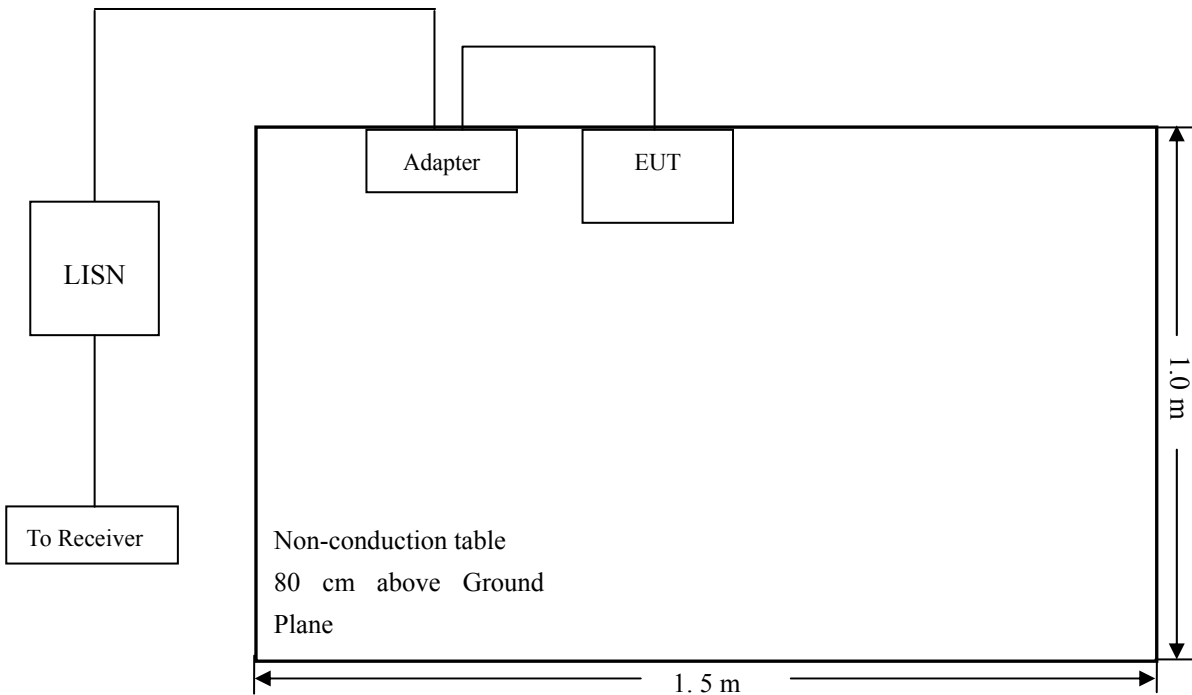 Adapter
EUT
LISN
To Receiver
Non-conduction table
80 cm above Ground
Plane
1.0 m
1. 5 m